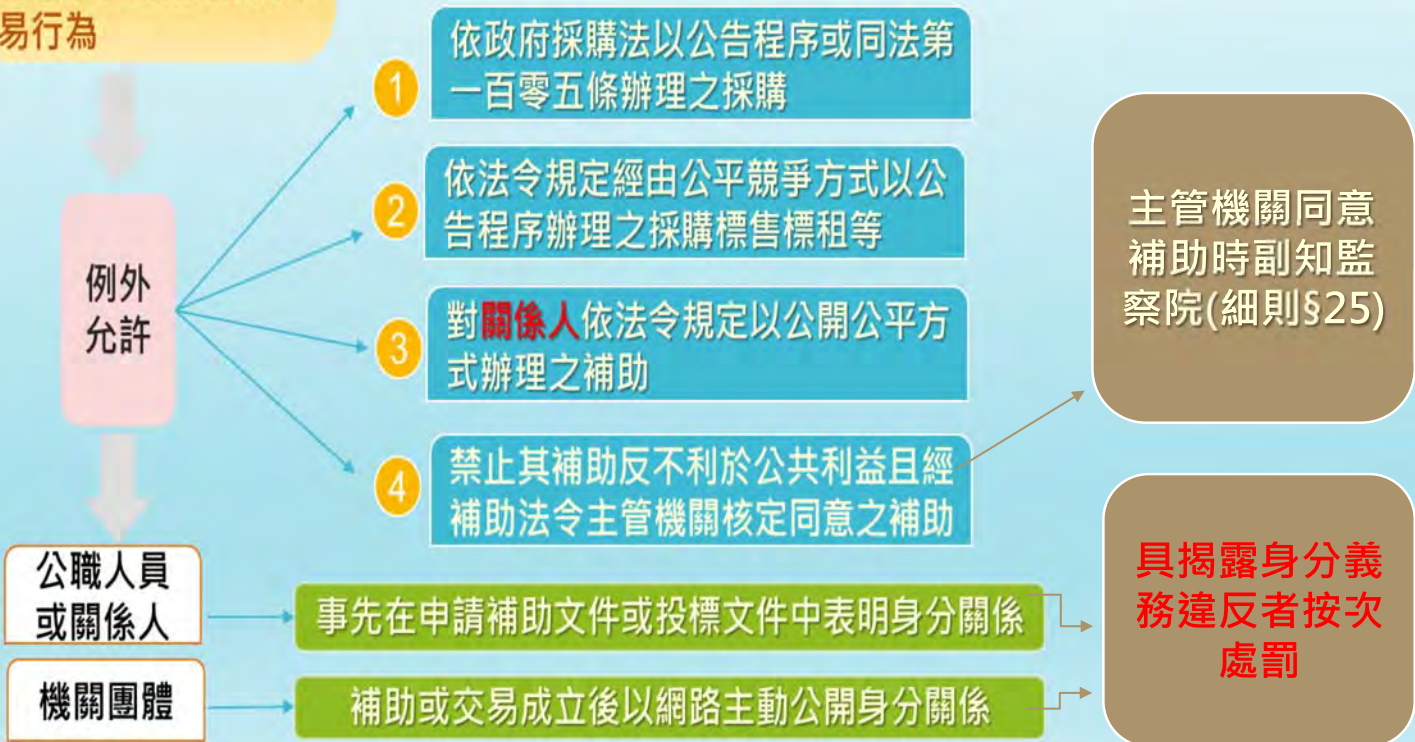 易行為
例外
允許
1
依政府採購法以公告程序或同法第
一百零五條辦理之採購
2
依法令規定經由公平競爭方式以公
告程序辦理之採購標售標租等
3
對關係人依法令規定以公開公平方
式辦理之補助
4
禁止其補助反不利於公共利益且經
補助法令主管機關核定同意之補助
主管機關同意
補助時副知監
察院(細則§25)
公職人員
或關係人
事先在申請補助文件或投標文件中表明身分關係
機關團體
補助或交易成立後以網路主動公開身分關係
具揭露身分義
務違反者按次
處罰